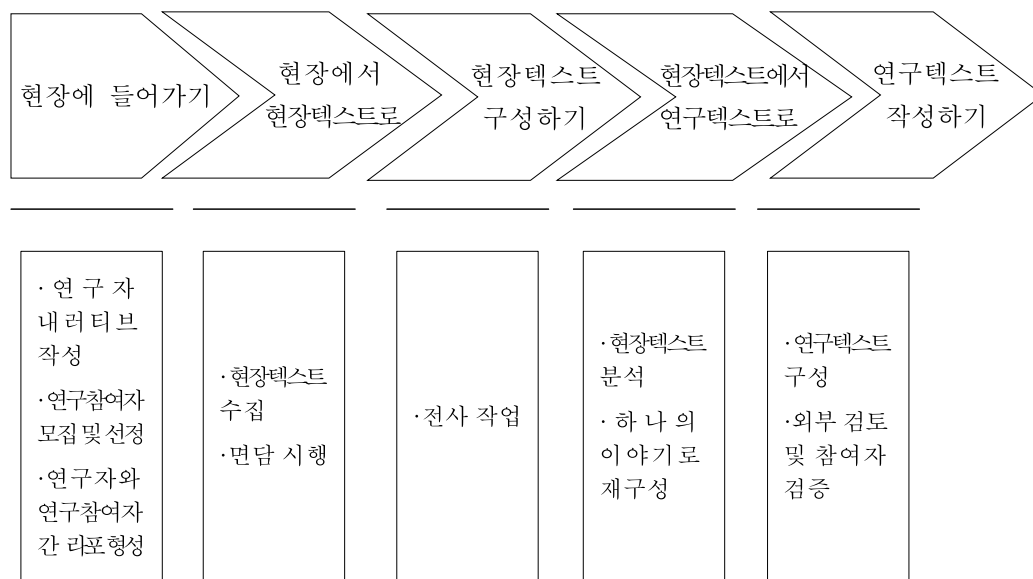 현장에 들어가기
현장에서
현장텍스트로
현장텍스트
구성하기
현장텍스트에서
연구텍스트로
연구텍스트
작성하기
· 연 구 자
내러티브
작성
·연구참여자
모집 및 선정
·연구자와
연구참여자
간 리포형성
·현장텍스트
수집
·면담 시행
·전사 작업
·현장텍스트
분석
· 하 나 의
이야기로
재구성
·연구텍스트
구성
·외부 검토
및 참여자
검증